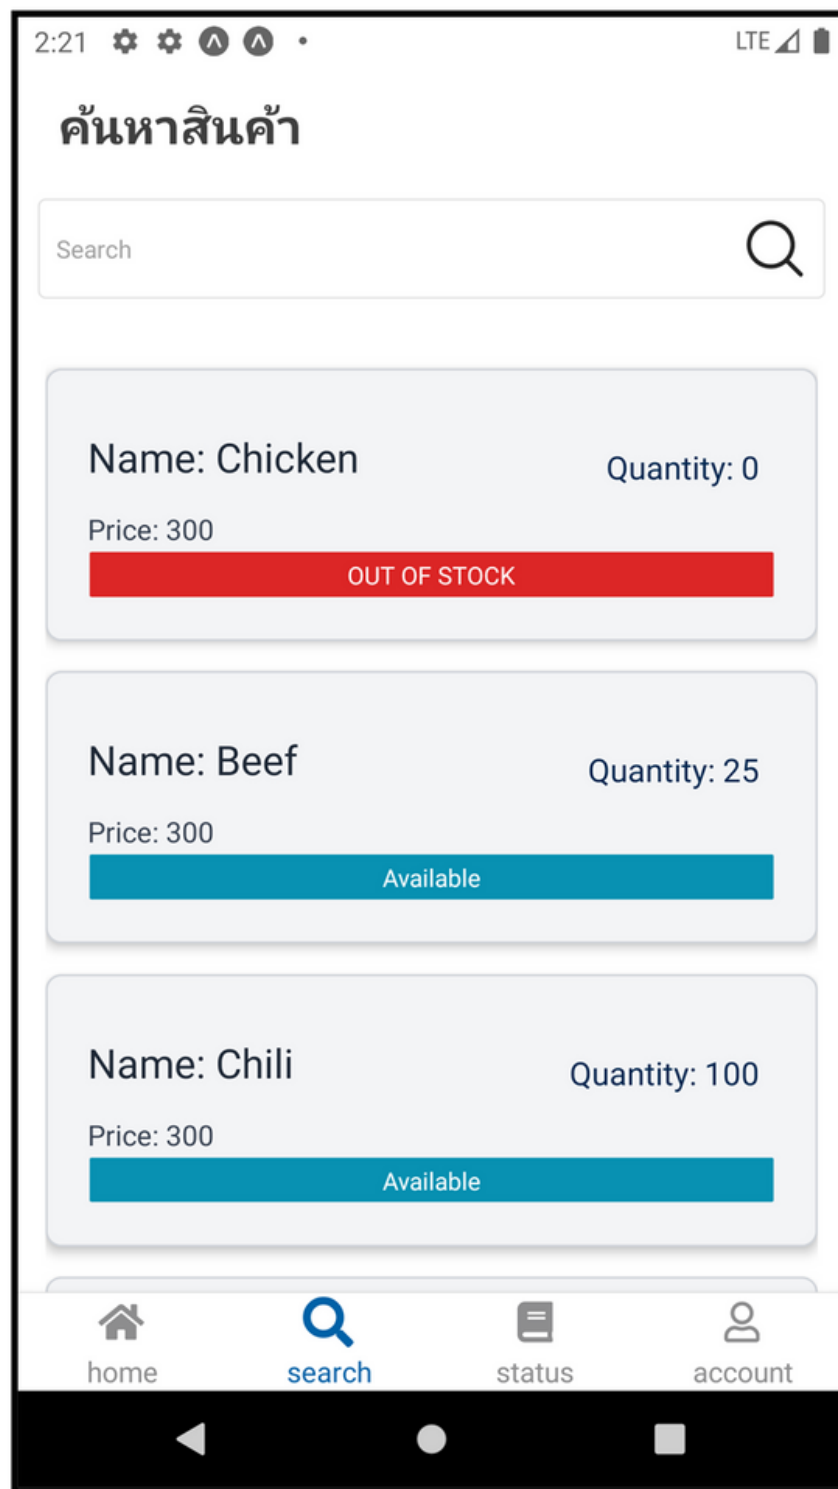 2:21 LTE
ค้นหาสินค้า
Search
Name: Chicken
Quantity: 0
Price: 300
OUT OF STOCK
Name: Beef
Quantity: 25
Price: 300
Available
Name: Chili
Quantity: 100
Price: 300
Available
home search status account